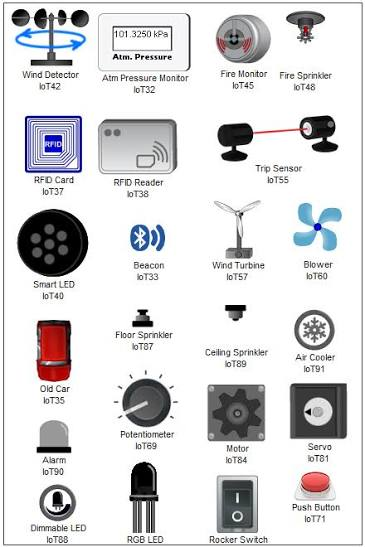 101.3250 kPa
Atm. Pressure
Wind Detector
IoT42
Atm Pressure Monitor
IoT32
Fire Monitor
IoT45
Fire Sprinkler
IoT48
RFID
RFID Card
IoT37
RFID Reader
IoT38
Trip Sensor
IoT55
Smart LED
IoT40
Beacon
IoT33
Wind Turbine
IoT57
Blower
IoT60
Floor Sprinkler
IoT87
Ceiling Sprinkler
IoT89
Air Cooler
IoT91
Old Car
IoT35
Potentiometer
IoT69
Motor
IoT84
Servo
IoT81
Alarm
IoT90
Dimmable LED
IoT88
RGB LED
Rocker Switch
Push Button
IoT71